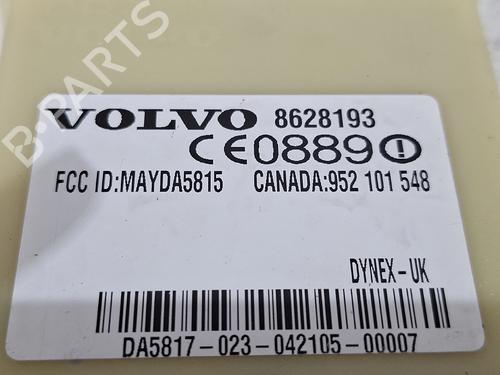 VOLVO 8628193
CE0889
FCC ID:MAYDA5815 CANADA:952 101 548
DYNEX-UK
DA5817-023-042105-00007
B-PARTS